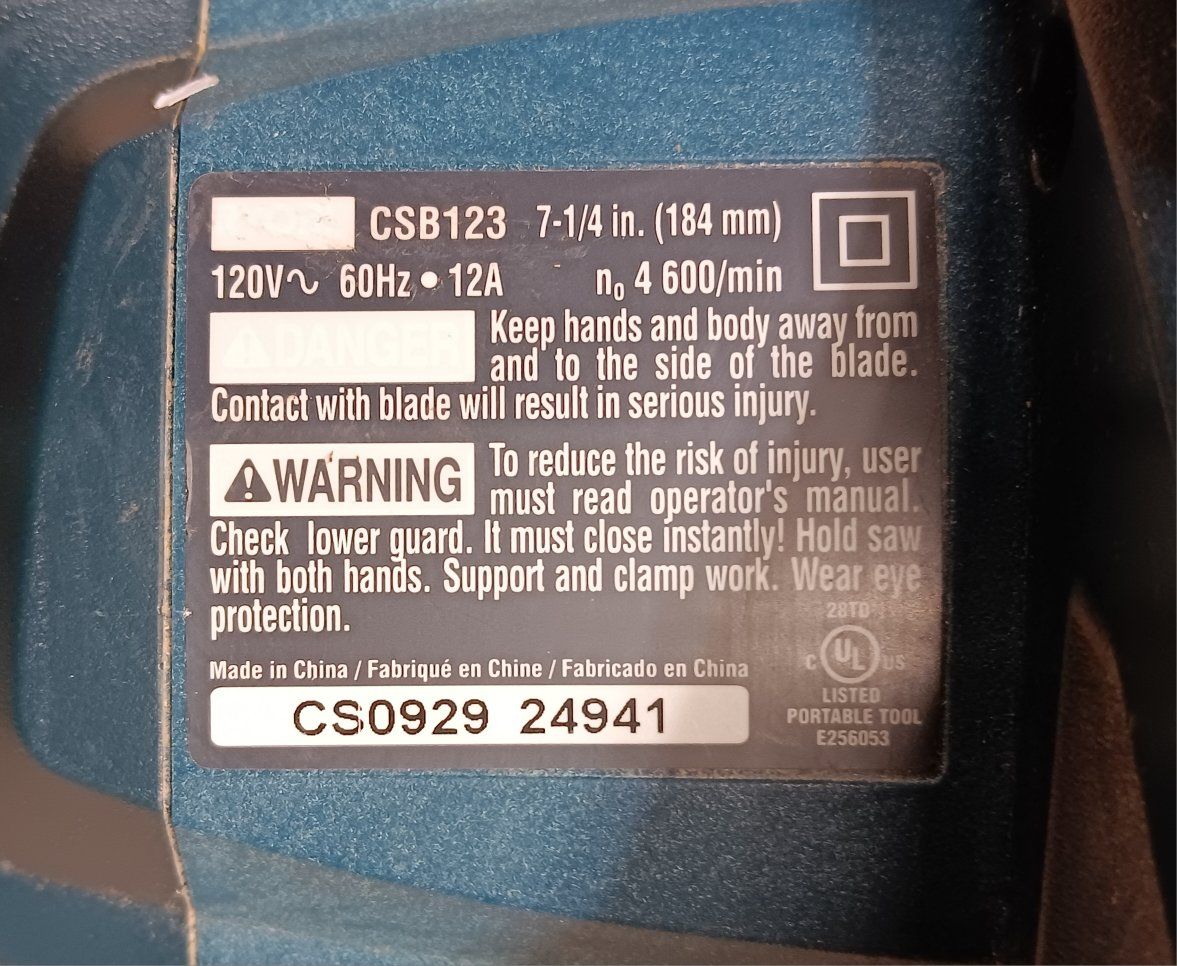 CSB123 7-1/4 in. (184 mm)
120V~ 60Hz • 12A n₀ 4 600/min
⚠DANGER Keep hands and body away from
and to the side of the blade.
Contact with blade will result in serious injury.
⚠WARNING To reduce the risk of injury, user
must read operator's manual.
Check lower guard. It must close instantly! Hold saw
with both hands. Support and clamp work. Wear eye
protection.
28TD
C UL US
LISTED
PORTABLE TOOL
E256053
Made in China / Fabriqué en Chine / Fabricado en China
CS0929 24941